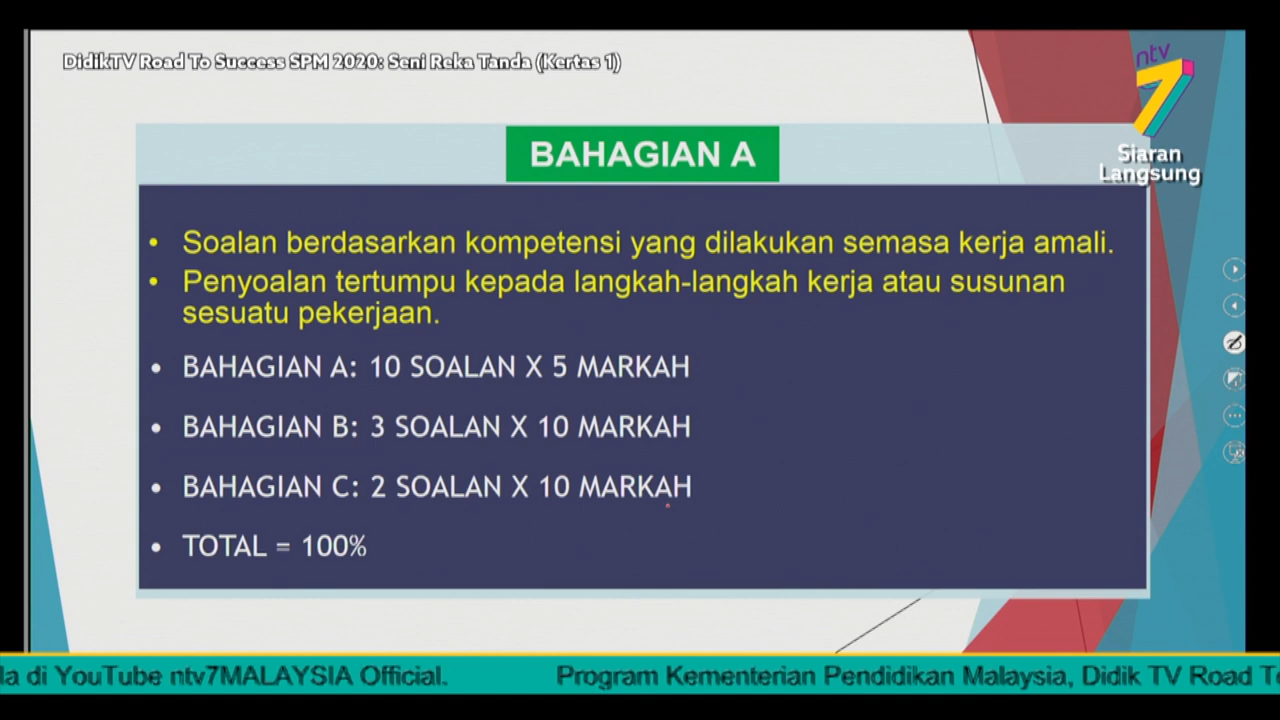 DidikTV Road To Success SPM 2020: Seni Reka Tanda (Kertas 1)
ntv
7
Siaran
Langsung
BAHAGIAN A
• Soalan berdasarkan kompetensi yang dilakukan semasa kerja amali.
• Penyoalan tertumpu kepada langkah-langkah kerja atau susunan
sesuatu pekerjaan.
• BAHAGIAN A: 10 SOALAN X 5 MARKAH
• BAHAGIAN B: 3 SOALAN X 10 MARKAH
• BAHAGIAN C: 2 SOALAN X 10 MARKAH
• TOTAL = 100%
di YouTube ntv7MALAYSIA Official. Program Kementerian Pendidikan Malaysia, Didik TV Road